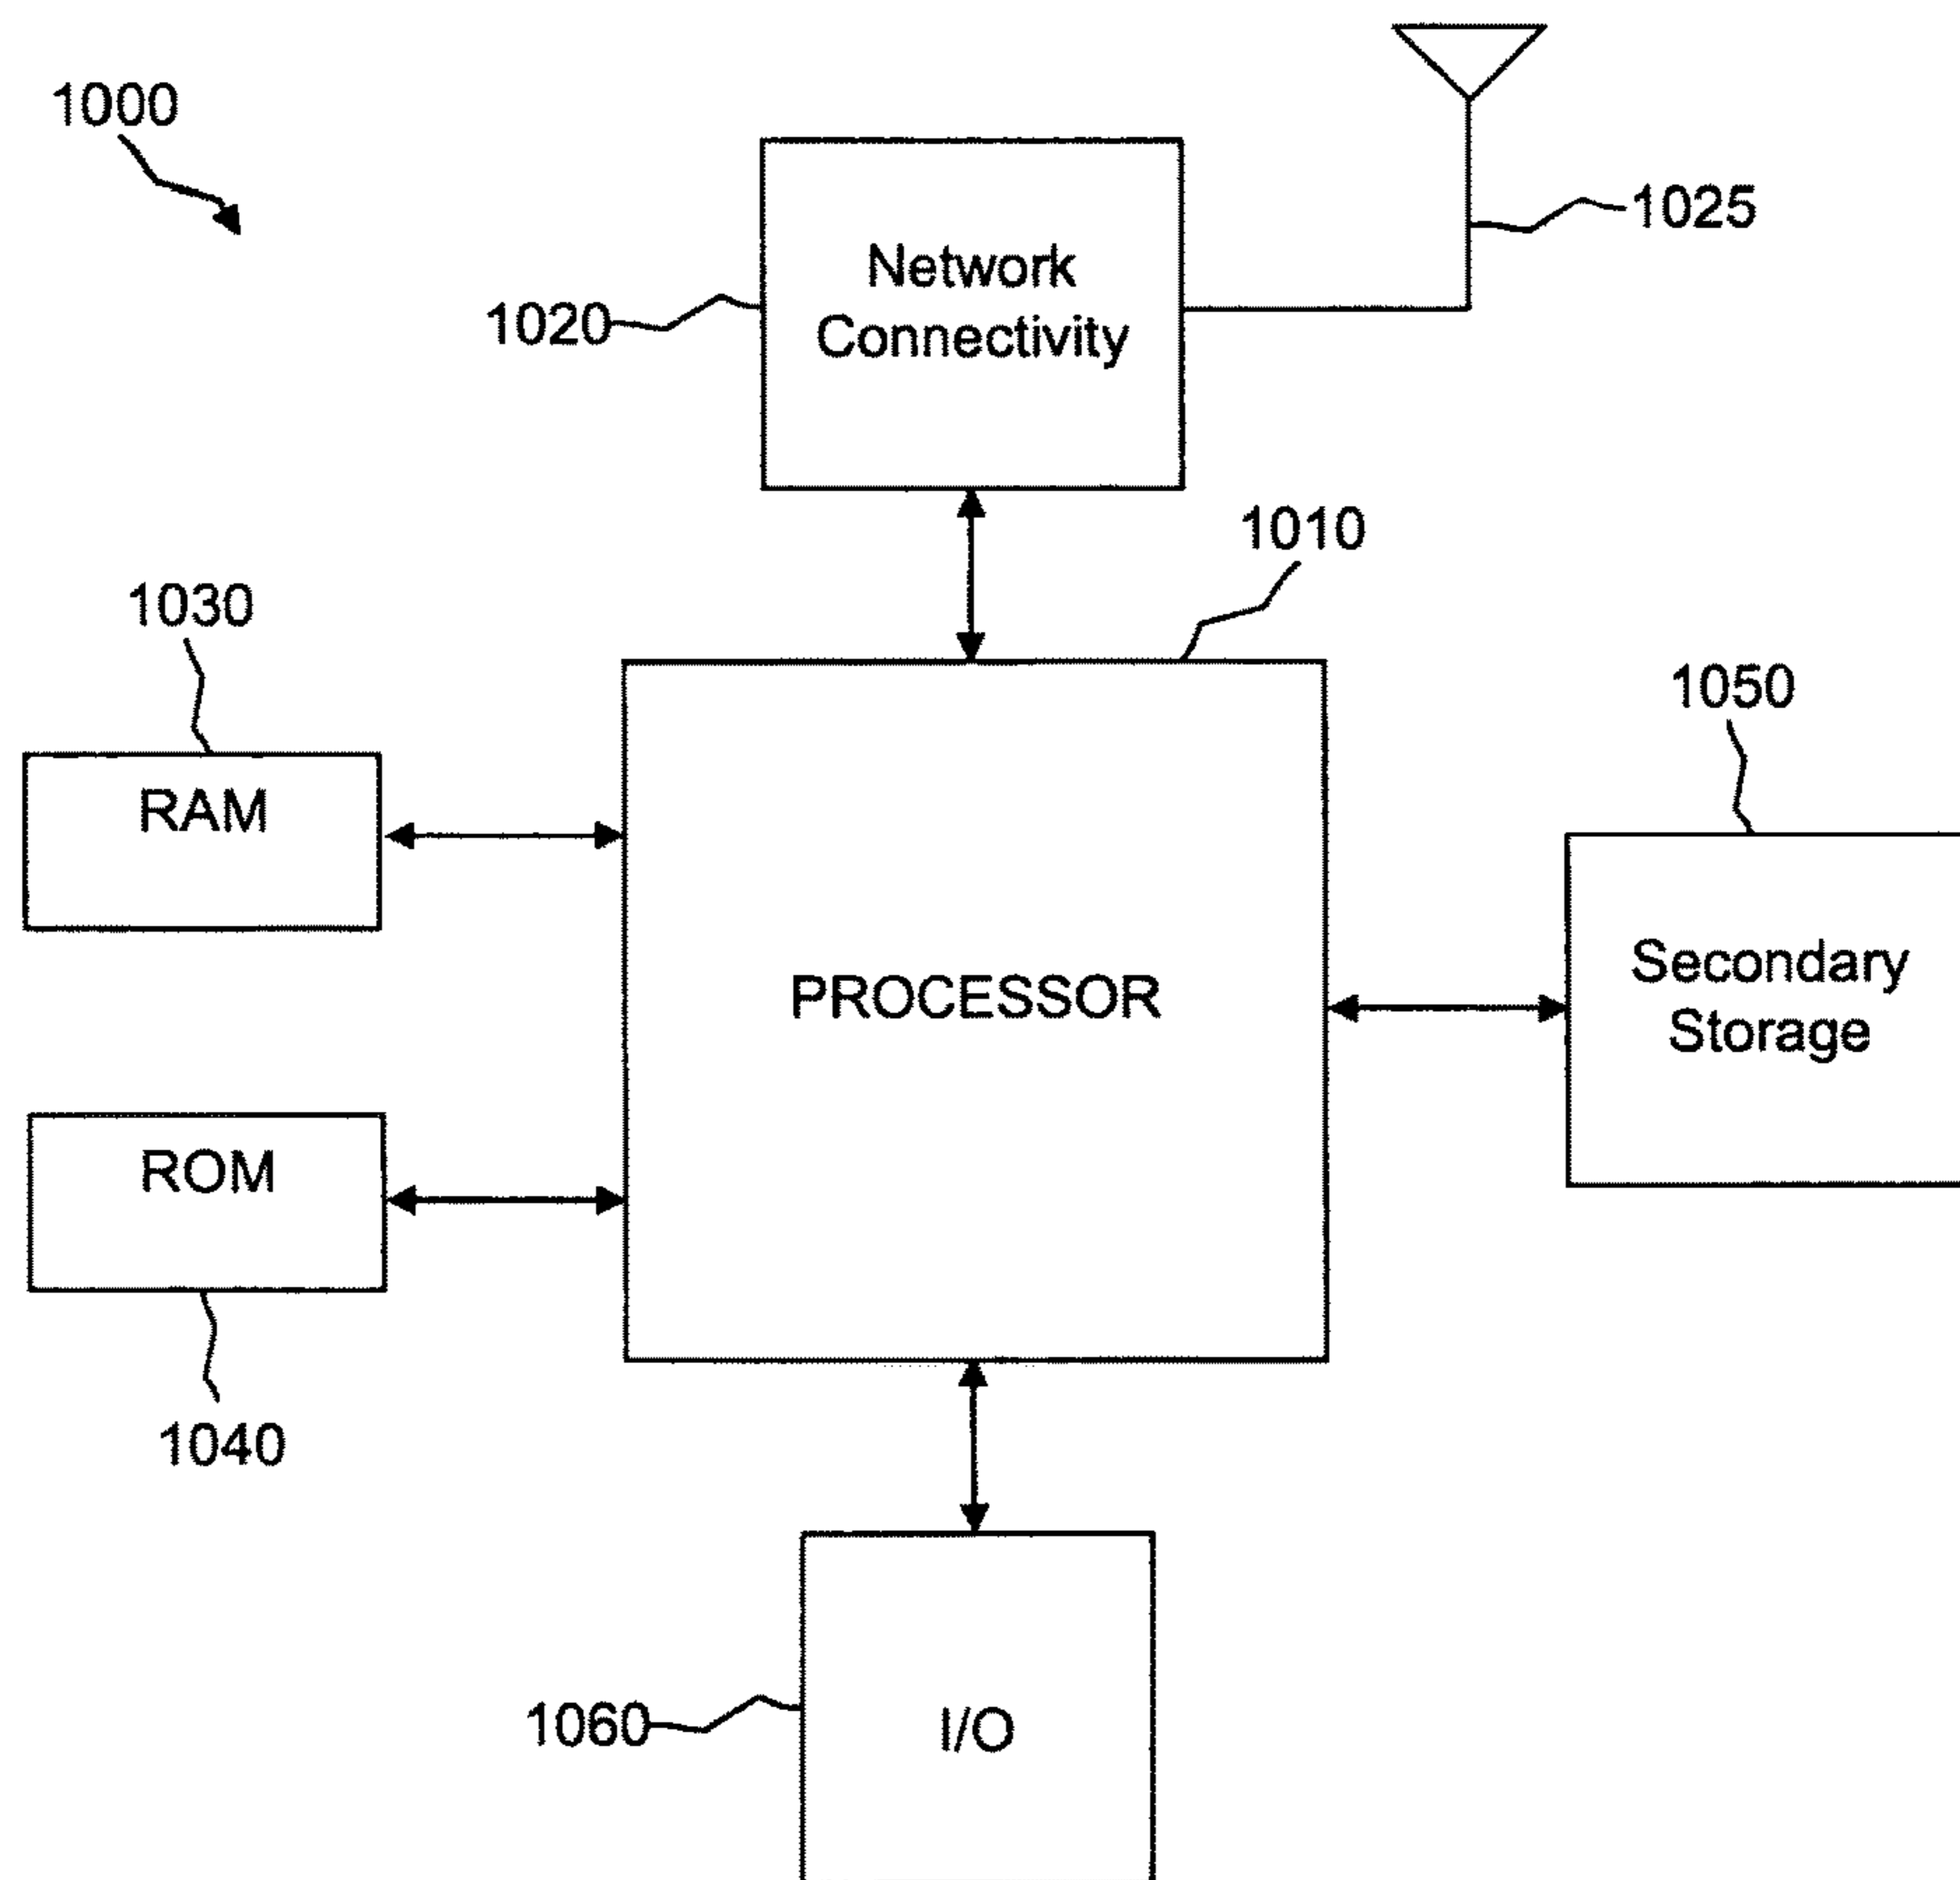 1000
1025
Network
Connectivity
1020
1010
1030
1050
RAM
PROCESSOR
Secondary
Storage
ROM
1040
1060
I/O